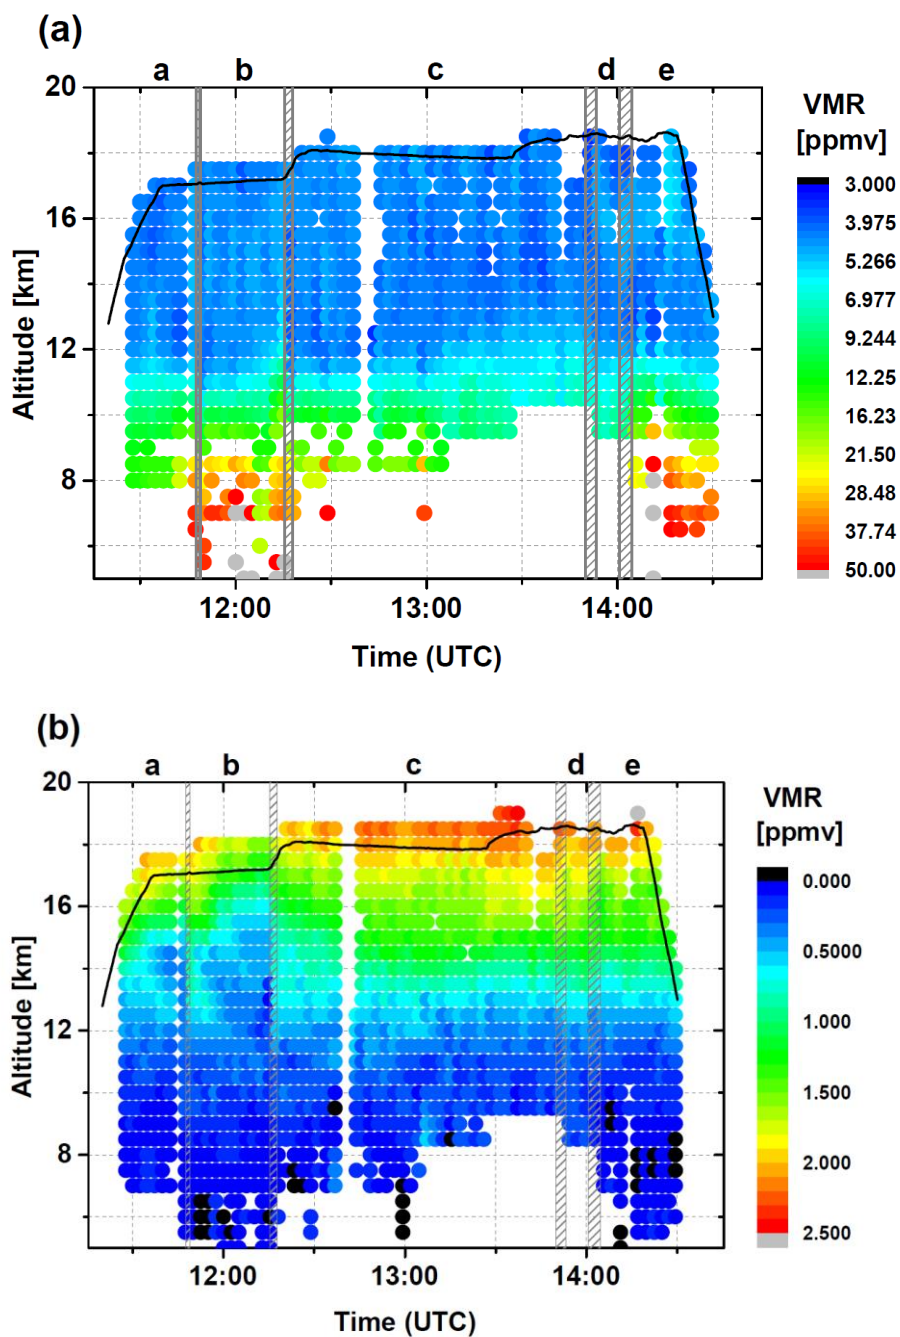 (a)
a b c d e
20
16
12
8
Altitude [km]
12:00 13:00 14:00
Time (UTC)
VMR
[ppmv]
3.000
3.975
5.266
6.977
9.244
12.25
16.23
21.50
28.48
37.74
50.00
(b)
a b c d e
20
16
12
8
Altitude [km]
12:00 13:00 14:00
Time (UTC)
VMR
[ppmv]
0.000
0.5000
1.000
1.500
2.000
2.500